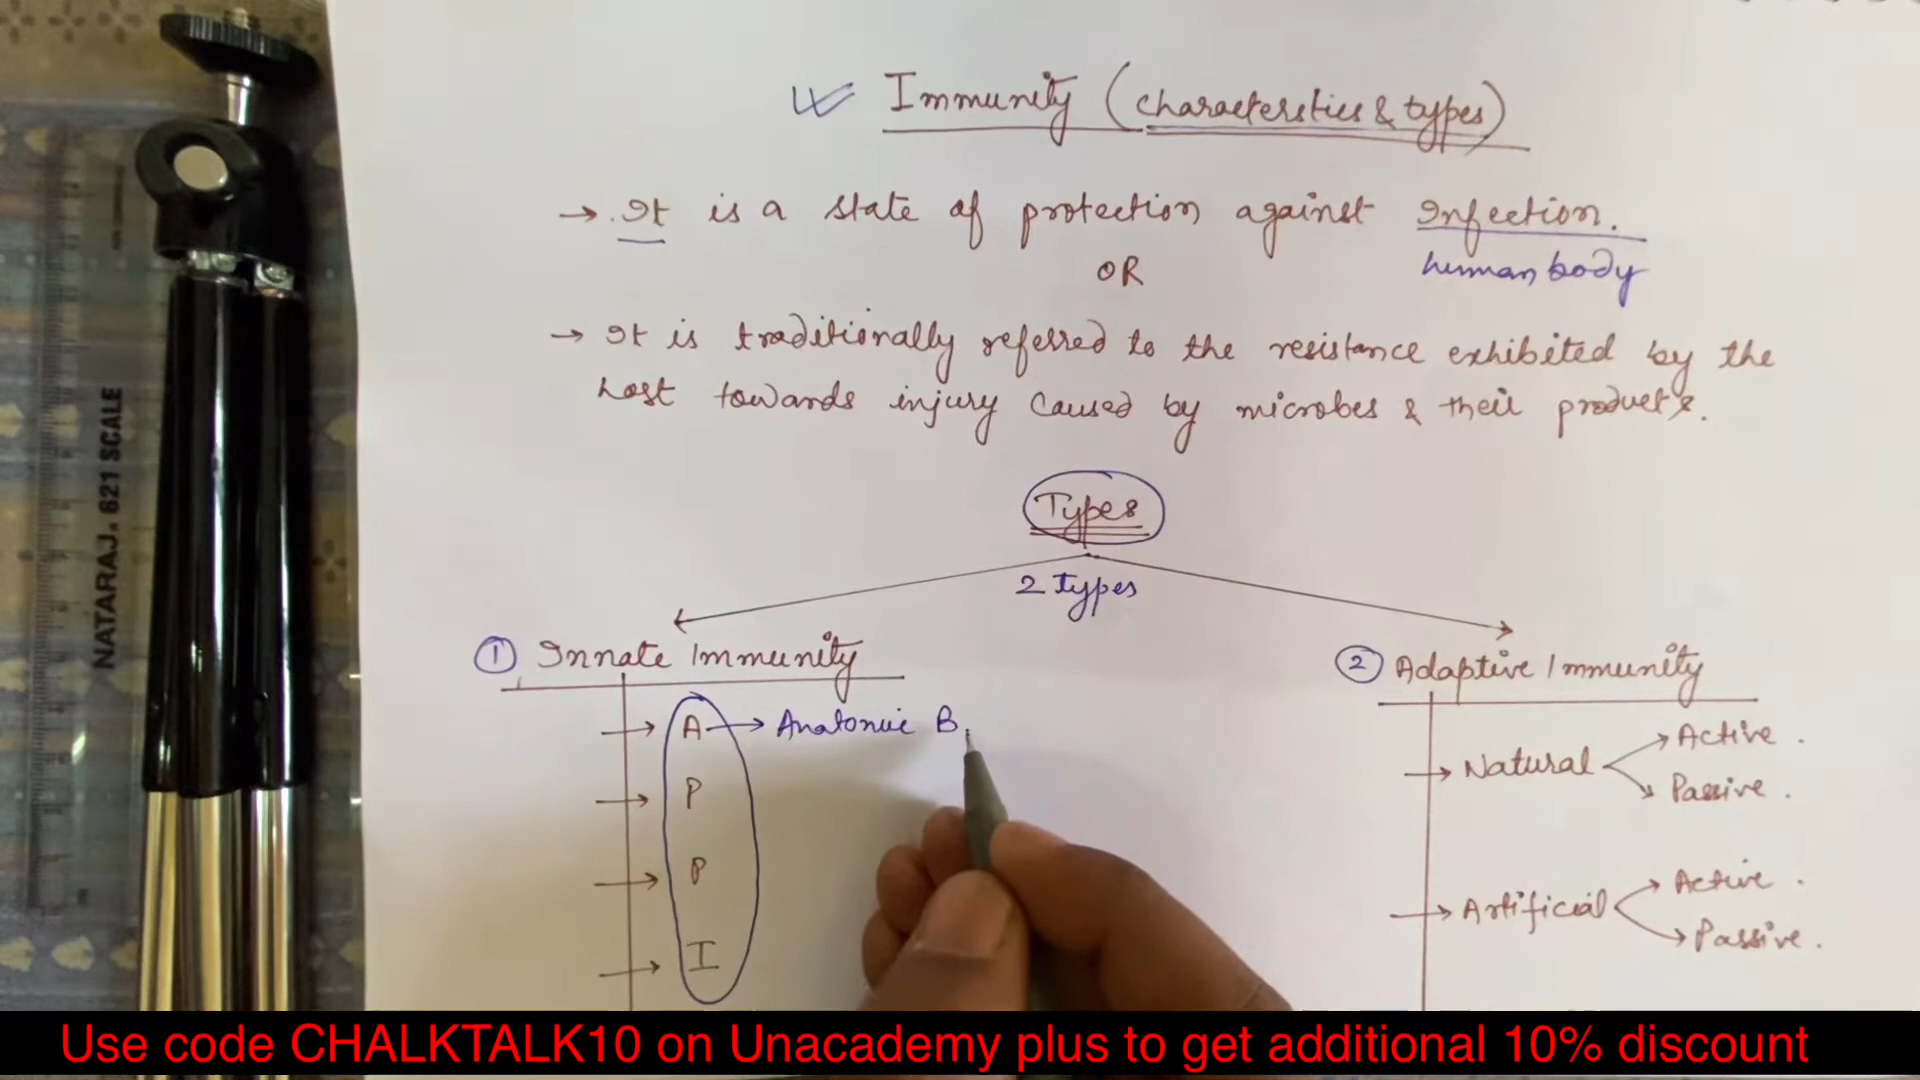 Immunity (characterstics & types)
→ It is a state of protection against Infection.
human body
OR
→ It is traditionally referred to the resistance exhibited by the
host towards injury caused by microbes & their product's.
Types
2 types
① Innate Immunity
→ A → Anatomic B
→ P
→ P
→ I
② Adaptive Immunity
→ Natural
→ Active.
→ Passive.
→ Artificial
→ Active.
→ Passive.
NATARAJ. 621 SCALE
Use code CHALKTALK10 on Unacademy plus to get additional 10% discount